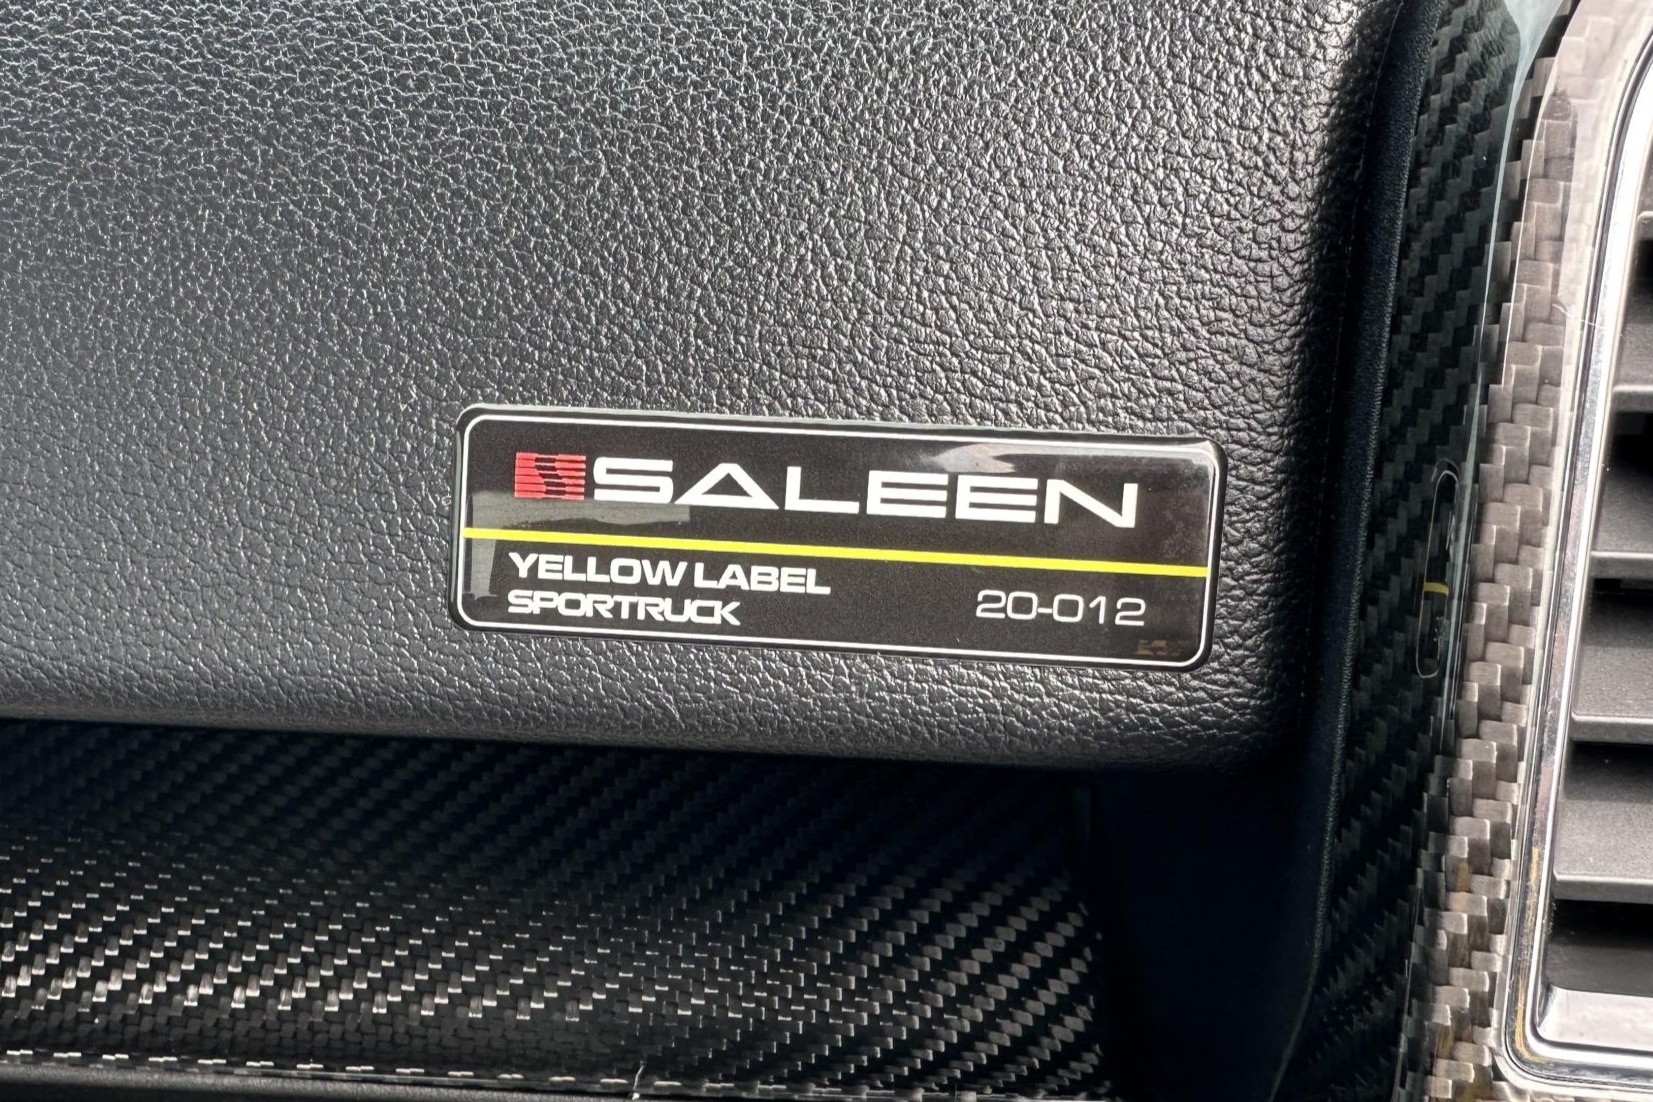 SALEEN
YELLOW LABEL
SPORTRUCK
20-012